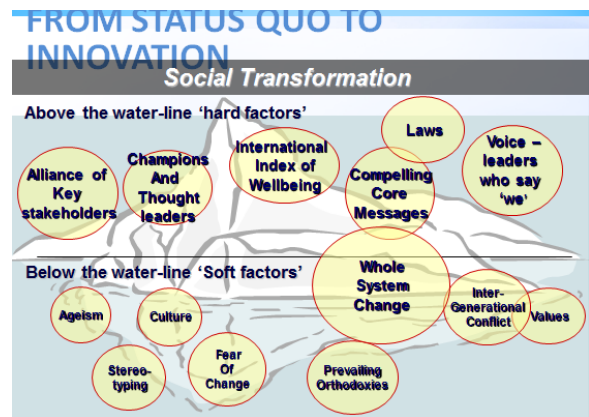 FROM STATUS QUO TO
INNOVATION
Social Transformation
Above the water-line ‘hard factors’
Alliance of
Key
stakeholders
Champions
And
Thought
leaders
International
Index of
Wellbeing
Laws
Compelling
Core
Messages
Voice –
leaders
who say
‘we’
Below the water-line ‘Soft factors’
Whole
System
Change
Ageism
Culture
Inter-
Generational
Conflict
Values
Stereo-
typing
Fear
Of
Change
Prevailing
Orthodoxies